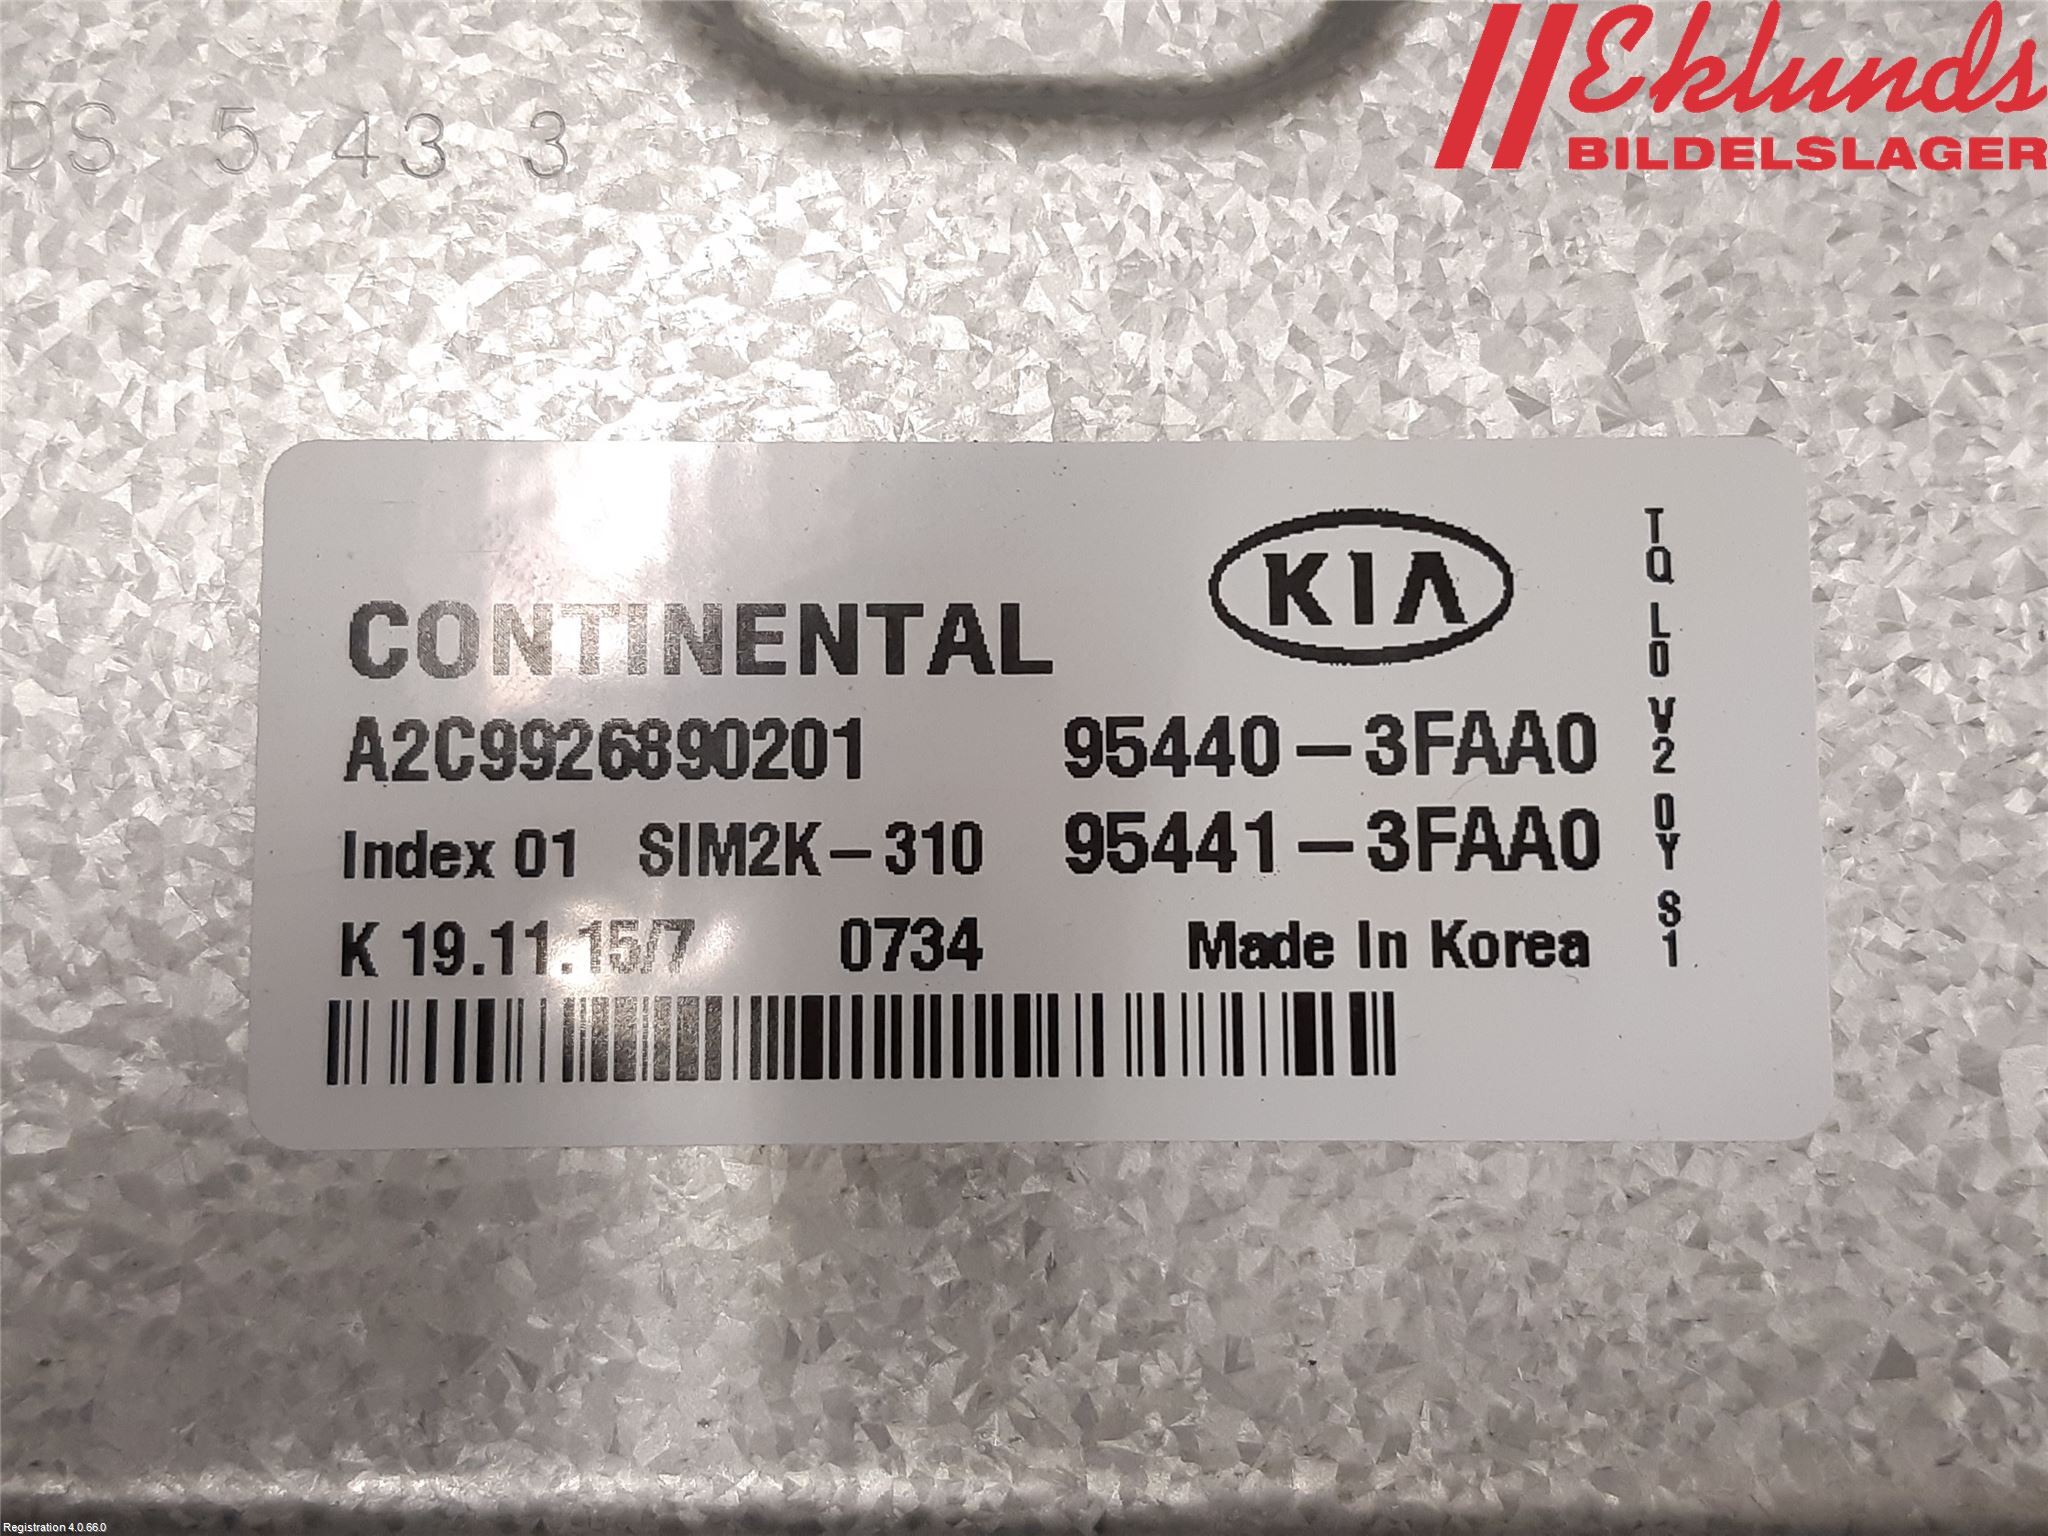 Eklunds
BILDELSLAGER
DS 5 43 3
KIA
CONTINENTAL
A2C9926890201 95440-3FAA0
Index 01 SIM2K-310 95441-3FAA0
K 19.11.15/7 0734 Made In Korea
TQ L0 V2 0Y S1
Registration 4.0.66.0